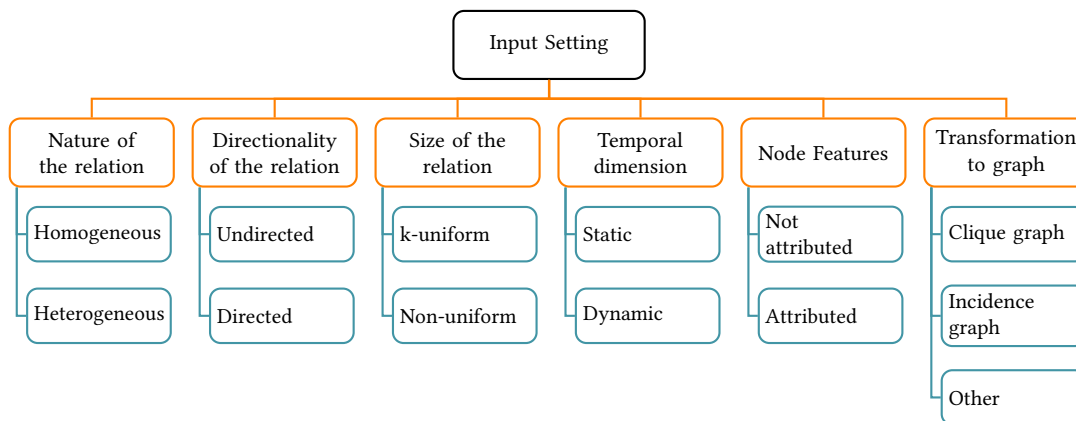 Input Setting
Nature of
the relation
Directionality
of the relation
Size of the
relation
Temporal
dimension
Node Features
Transformation
to graph
Homogeneous
Undirected
k-uniform
Static
Not
attributed
Clique graph
Heterogeneous
Directed
Non-uniform
Dynamic
Attributed
Incidence
graph
Other